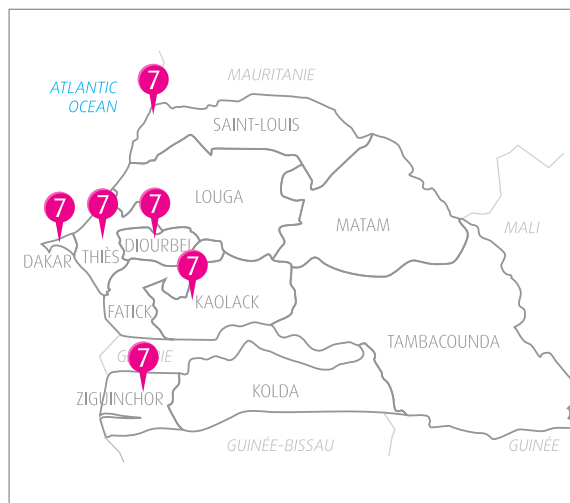 7
MAURITANIE
ATLANTIC
OCEAN
SAINT-LOUIS
LOUGA
7
7
7
MATAM
MALI
DIOURBEL
DAKAR
THIÈS
7
KAOLACK
FATICK
TAMBACOUNDA
7
ZIGUINCHOR
KOLDA
GUINÉE-BISSAU
GUINÉE